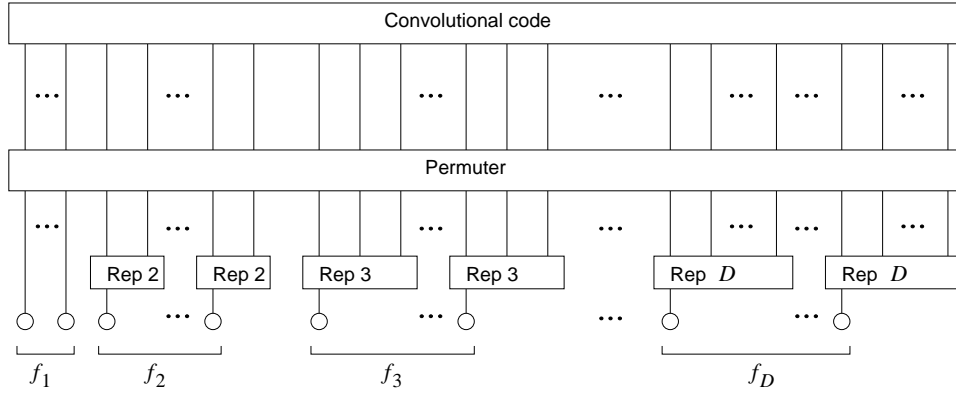 Convolutional code
... ... ... ... ... ... ...
Permuter
... ... ... ... ... ...
Rep 2 Rep 2 Rep 3 Rep 3 Rep D Rep D
... ... ... ...
f1 f2 f3 fD